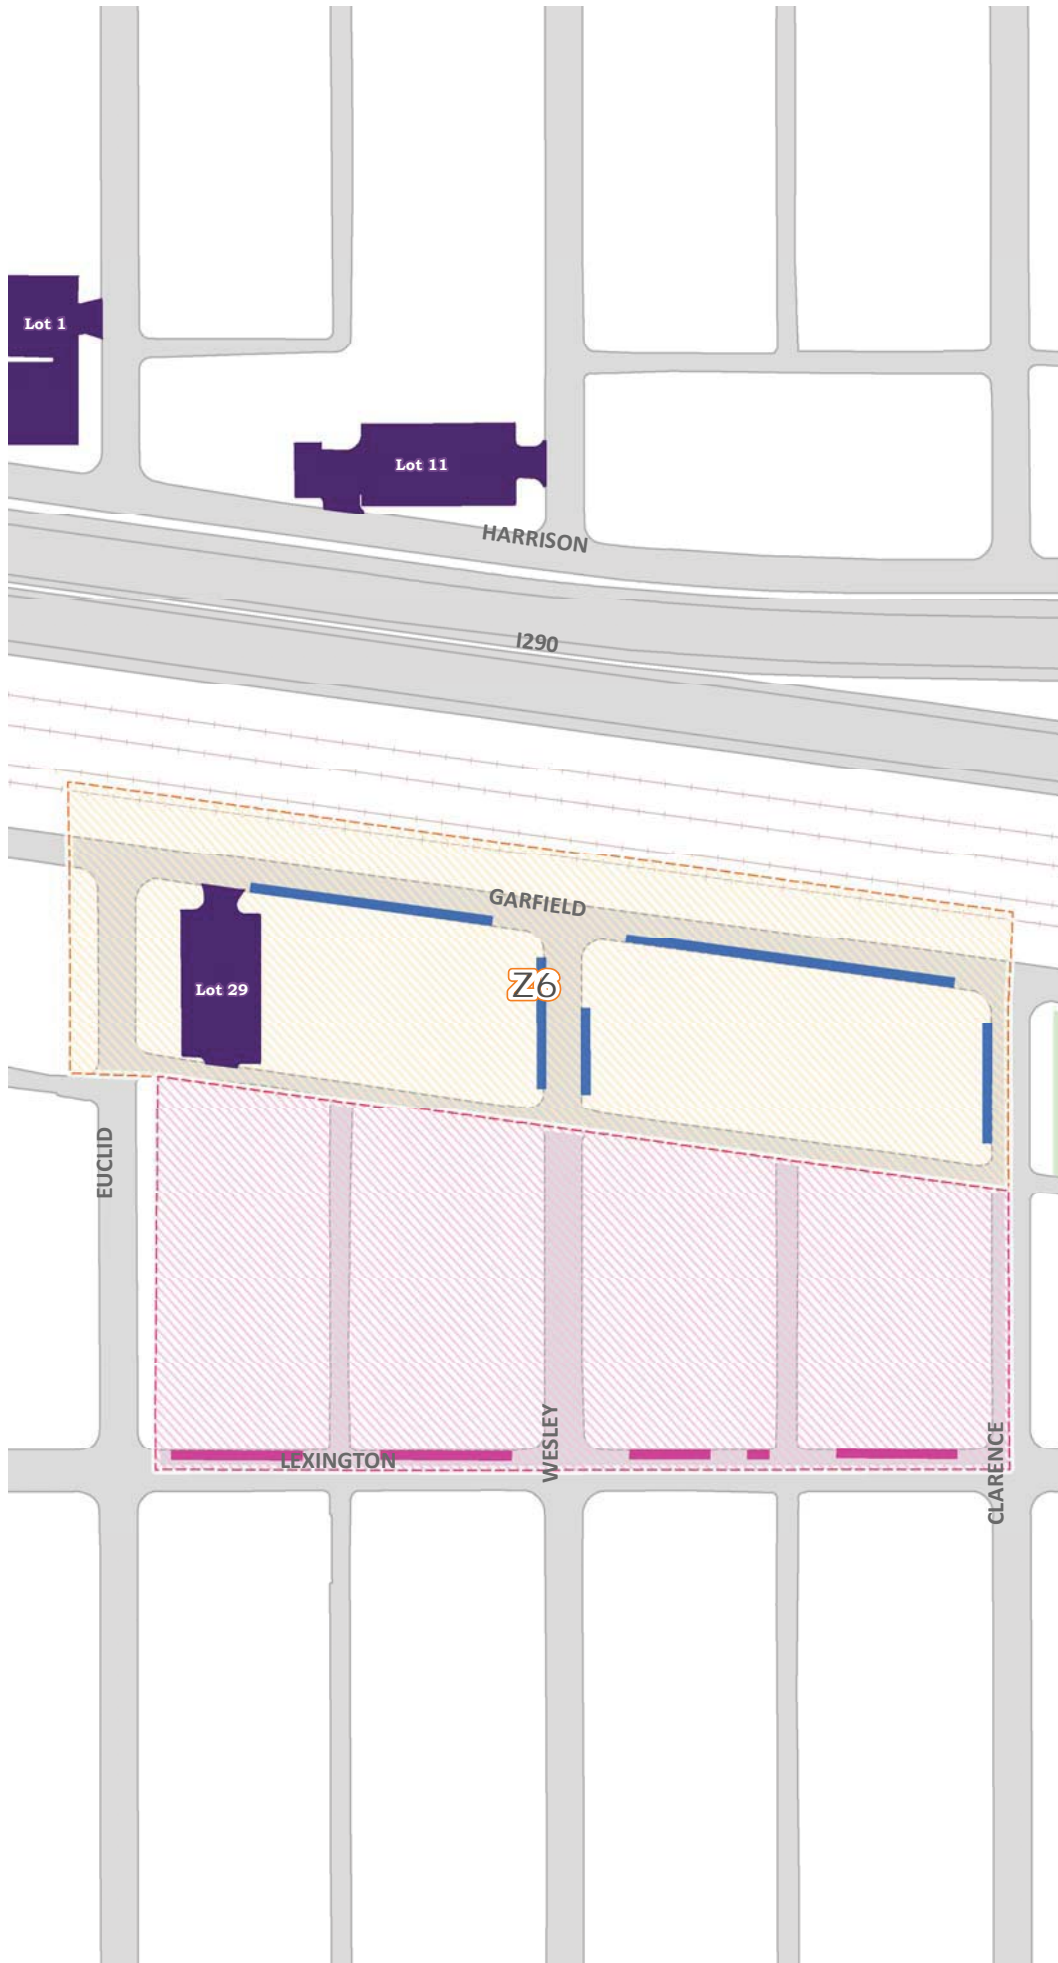 Lot 1
Lot 11
HARRISON
I290
GARFIELD
Z6
Lot 29
EUCLID
WESLEY
LEXINGTON
CLARENCE